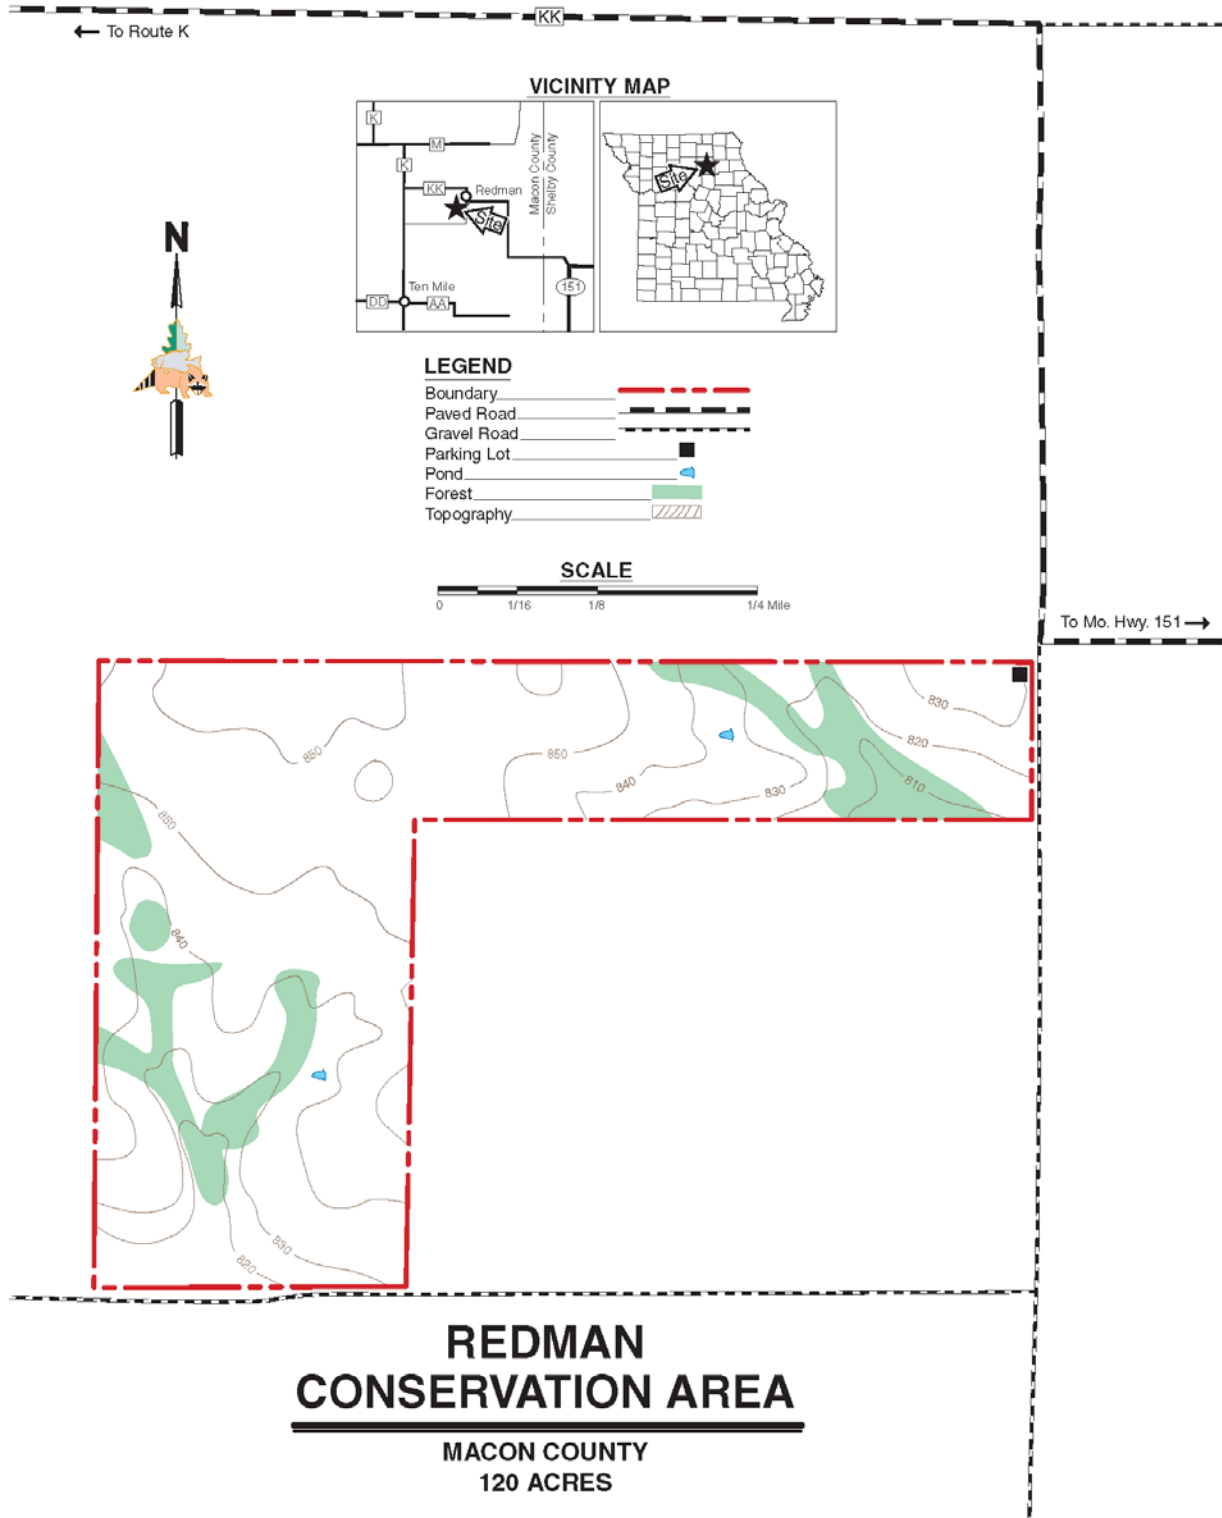 KK
To Route K
VICINITY MAP
K
M
K
KK
Redman
Site
Macon County
Shelby County
Ten Mile
DD
AA
151
Site
N
LEGEND
Boundary
Paved Road
Gravel Road
Parking Lot
Pond
Forest
Topography
SCALE
0 1/16 1/8 1/4 Mile
To Mo. Hwy. 151
830
820
850
850
840
830
810
850
840
830
820
REDMAN
CONSERVATION AREA
MACON COUNTY
120 ACRES